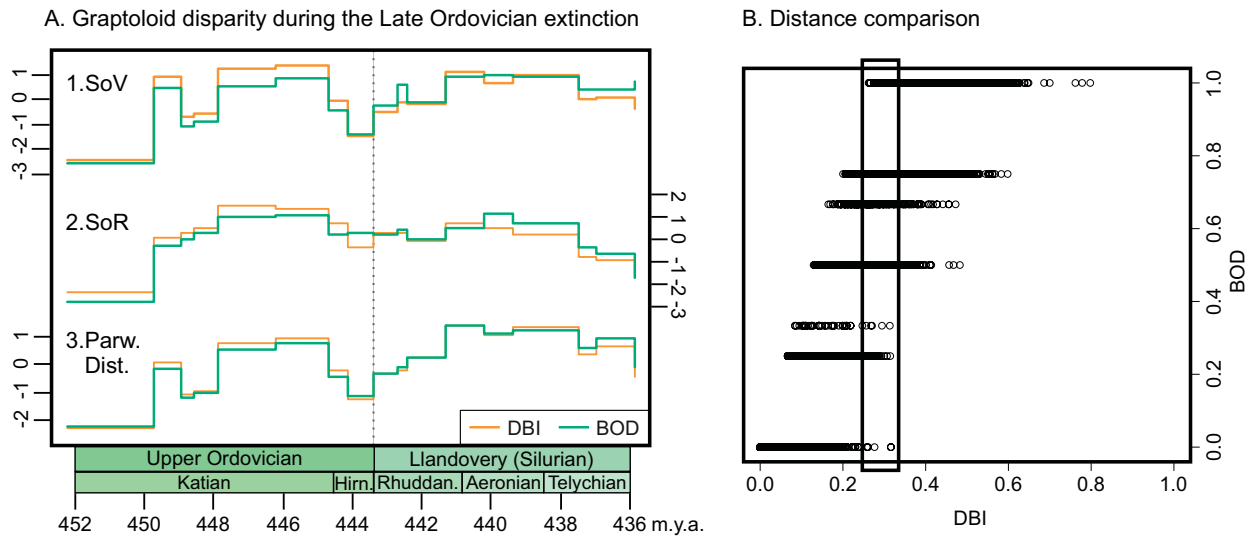 A. Graptoloid disparity during the Late Ordovician extinction
1.SoV
1
0
-1
-2
-3
2.SoR
2
1
0
-1
-2
-3
3.Parw.
Dist.
1
0
-1
-2
DBI BOD
Upper Ordovician Llandovery (Silurian)
Katian Hirn. Rhuddan. Aeronian Telychian
452 450 448 446 444 442 440 438 436 m.y.a.
B. Distance comparison
1.0
0.8
0.6
0.4
0.2
0.0
BOD
0.0 0.2 0.4 0.6 0.8 1.0
DBI